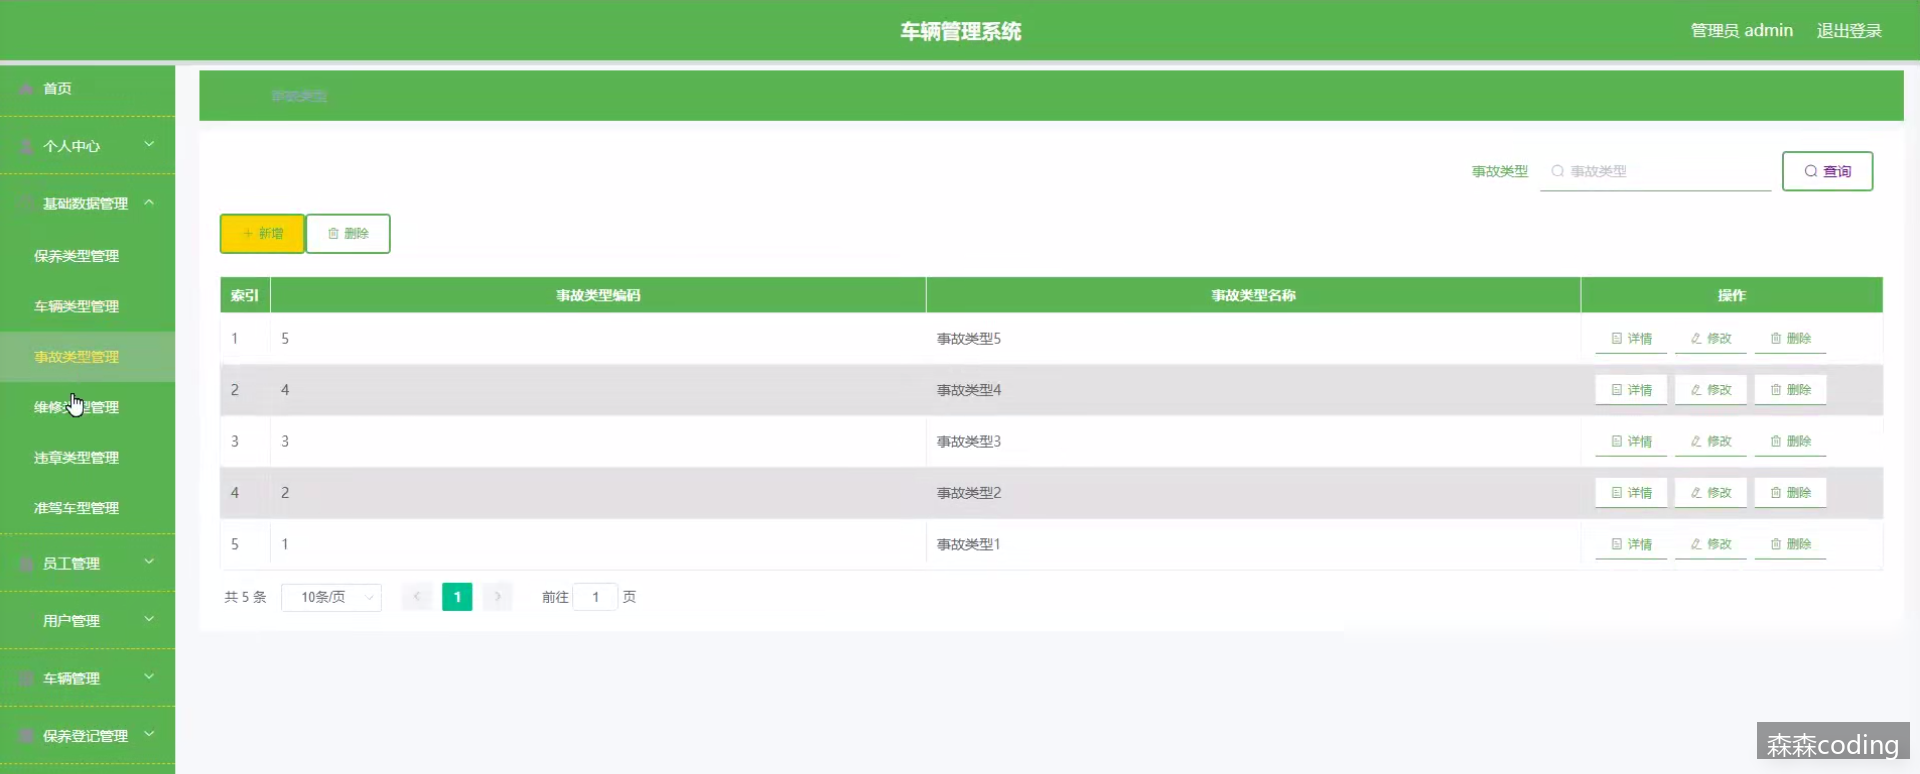 车辆管理系统
管理员 admin 退出登录
首页
个人中心
基础数据管理
保养类型管理
车辆类型管理
事故类型管理
维修类型管理
违章类型管理
准驾车型管理
员工管理
用户管理
车辆管理
保养登记管理
事故类型
事故类型 事故类型 查询
新增 删除
索引 事故类型编码 事故类型名称 操作
1 5 事故类型5 详情 修改 删除
2 4 事故类型4 详情 修改 删除
3 3 事故类型3 详情 修改 删除
4 2 事故类型2 详情 修改 删除
5 1 事故类型1 详情 修改 删除
共 5 条 10条/页 1 前往 1 页
森森coding